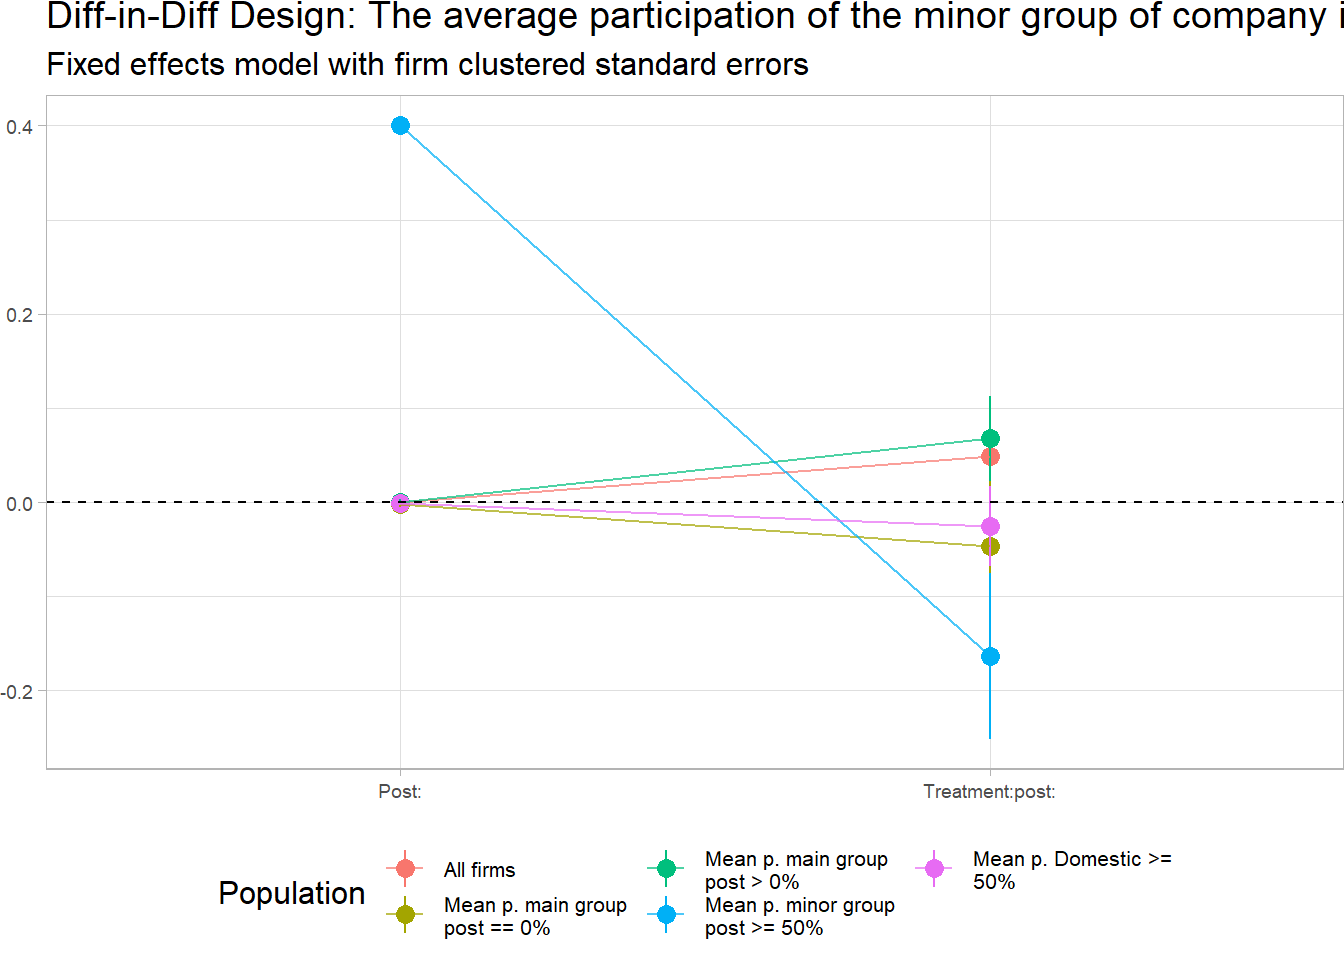 Diff-in-Diff Design: The average participation of the minor group of company i
Fixed effects model with firm clustered standard errors
0.4
0.2
0.0
-0.2
Post:
Treatment:post:
Population
All firms
Mean p. main group
post == 0%
Mean p. main group
post > 0%
Mean p. minor group
post >= 50%
Mean p. Domestic >=
50%